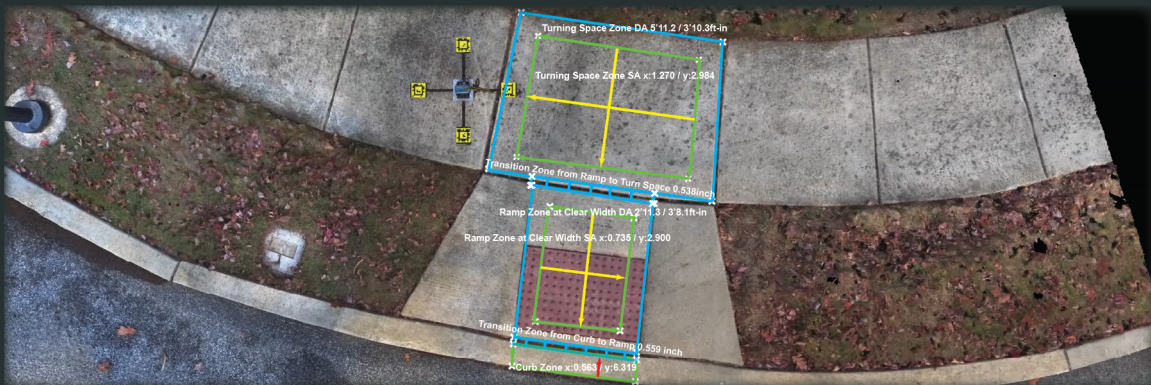 Turning Space Zone DA 5'11.2 / 3'10.3ft-in
Turning Space Zone SA x:1.270 / y:2.984
Transition Zone from Ramp to Turn Space 0.538inch
Ramp Zone at Clear Width DA 2'11.3 / 3'8.1ft-in
Ramp Zone at Clear Width SA x:0.735 / y:2.900
Transition Zone from Curb to Ramp 0.559 inch
Curb Zone x:0.563 / y:6.319